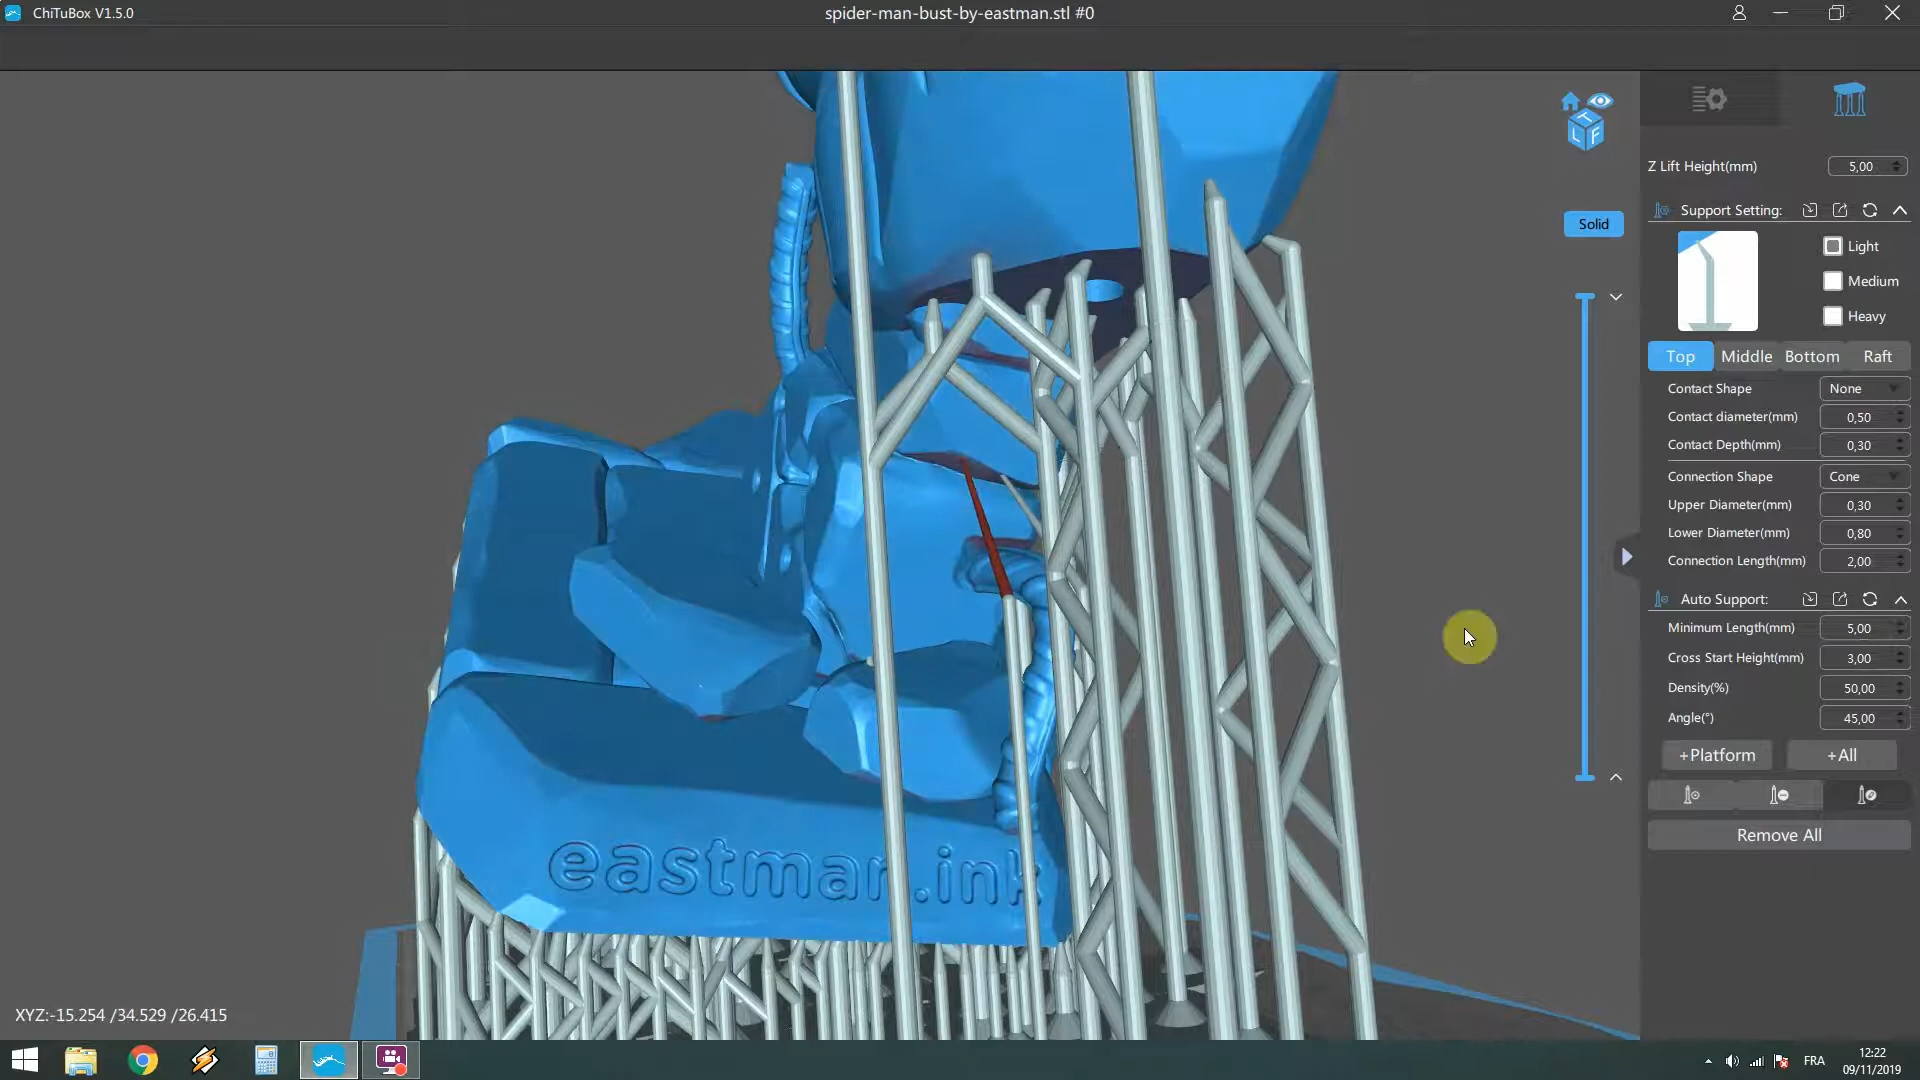 ChiTuBox V1.5.0
spider-man-bust-by-eastman.stl #0
T
L F
Solid
Z Lift Height(mm) 5,00
Support Setting:
Light
Medium
Heavy
Top Middle Bottom Raft
Contact Shape None
Contact diameter(mm) 0,50
Contact Depth(mm) 0,30
Connection Shape Cone
Upper Diameter(mm) 0,30
Lower Diameter(mm) 0,80
Connection Length(mm) 2,00
Auto Support:
Minimum Length(mm) 5,00
Cross Start Height(mm) 3,00
Density(%) 50,00
Angle(°) 45,00
+Platform +All
Remove All
eastman.ink
XYZ:-15.254 /34.529 /26.415
FRA
12:22
09/11/2019